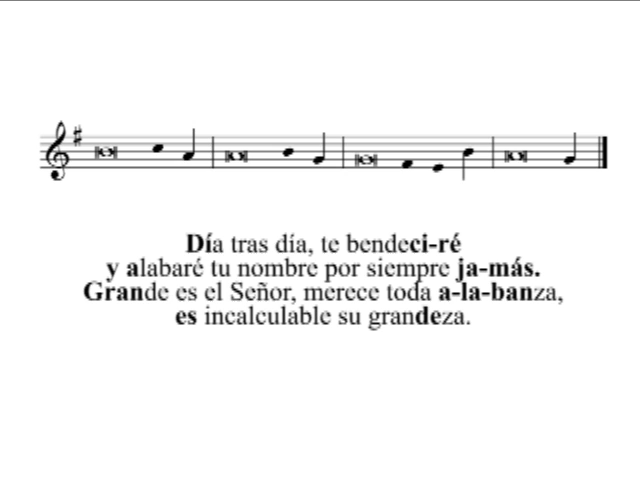 Día tras día, te bendeci-ré
y alabaré tu nombre por siempre ja-más.
Grande es el Señor, merece toda a-la-banza,
es incalculable su grandeza.